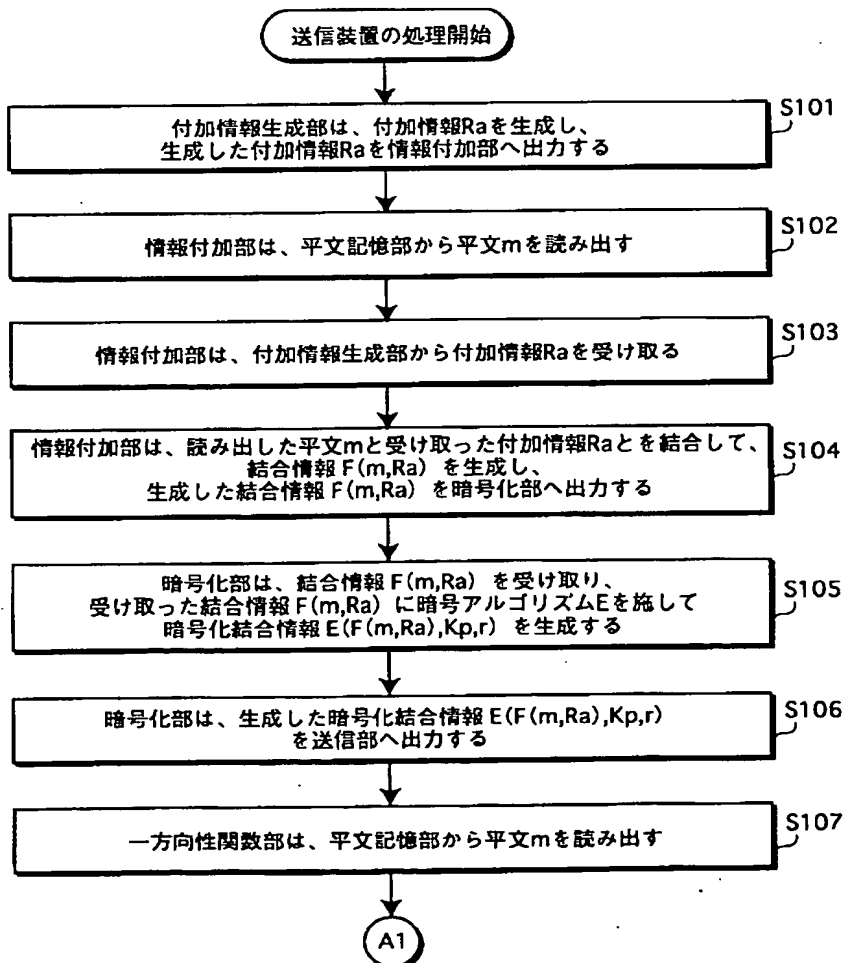 送信装置の処理開始
S101
付加情報生成部は、付加情報Raを生成し、
生成した付加情報Raを情報付加部へ出力する
S102
情報付加部は、平文記憶部から平文mを読み出す
S103
情報付加部は、付加情報生成部から付加情報Raを受け取る
S104
情報付加部は、読み出した平文mと受け取った付加情報Raとを結合して、
結合情報 F(m,Ra) を生成し、
生成した結合情報 F(m,Ra) を暗号化部へ出力する
S105
暗号化部は、結合情報 F(m,Ra) を受け取り、
受け取った結合情報 F(m,Ra) に暗号アルゴリズムEを施して
暗号化結合情報 E(F(m,Ra),Kp,r) を生成する
S106
暗号化部は、生成した暗号化結合情報 E(F(m,Ra),Kp,r)
を送信部へ出力する
S107
一方向性関数部は、平文記憶部から平文mを読み出す
A1